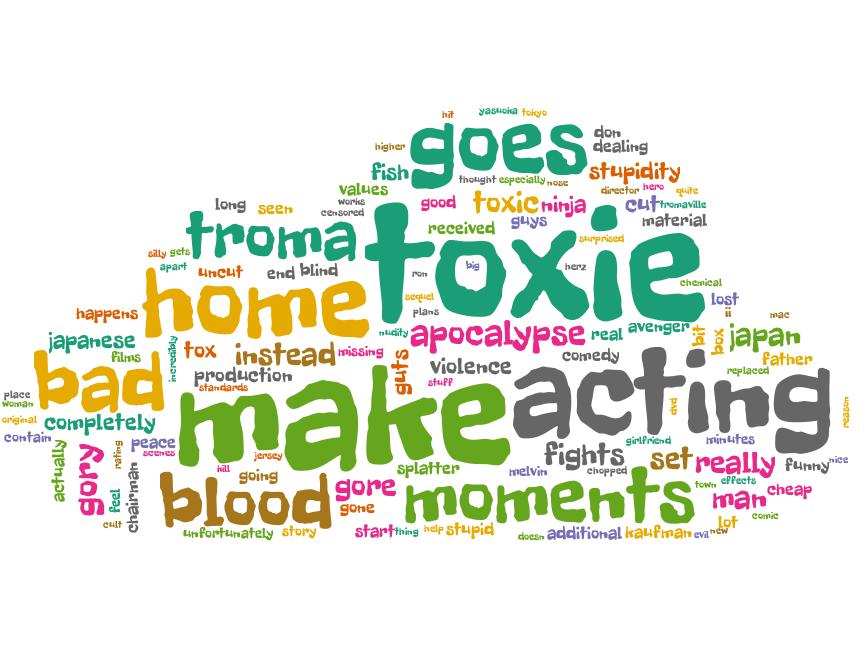 hit
yasuoka
tokyo
higher
goes
don
dealing
fish
thought
especially
nose
stupidity
values
director
hero
quite
long
seen
works
censored
good
toxic
ninja
cut
tromaville
troma
toxie
received
guys
material
silly
gets
surprised
apart
uncut
end
blind
ron
big
herz
chemical
home
sequel
lost
happens
plans
ii
mac
japanese
nudity
apocalypse
real
avenger
bit
box
japan
films
incredibly
tox
instead
missing
guts
violence
comedy
father
bad
production
stuff
replaced
standards
make
acting
dvd
place
woman
original
completely
contain
reason
actually
gory
rating
peace
scenes
jersey
fights
girlfriend
minutes
feel
chairman
kill
going
splatter
melvin
chopped
set
really
funny
nice
blood
gore
moments
town
effects
man
cheap
cult
gone
comic
unfortunately
story
start
thing
help
stupid
doesn
additional
kaufman
evil
new
lot